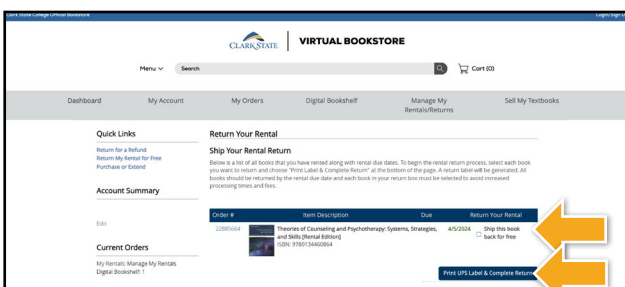 Clark State College Official Bookstore
Login/Sign U
CLARK STATE
VIRTUAL BOOKSTORE
Menu
Search
Cart (0)
Dashboard
My Account
My Orders
Digital Bookshelf
Manage My
Rentals/Returns
Sell My Textbooks
Quick Links
Return for a Refund
Return My Rental for Free
Purchase or Extend
Account Summary
Edit
Current Orders
My Rentals: Manage My Rentals
Digital Bookshelf: 1
Return Your Rental
Ship Your Rental Return
Below is a list of all books that you have rented along with rental due dates. To begin the rental return process, select each book
you want to return and choose "Print Label & Complete Return" at the bottom of the page. A return label will be generated. All
books should be returned by the rental due date and each book in your return box must be selected to avoid increased
processing times and fees.
Order # Item Description Due Return Your Rental
22885664 Theories of Counseling and Psychotherapy: Systems, Strategies, 4/5/2024 Ship this book
and Skills [Rental Edition] back for free
ISBN: 9780134460864
Print UPS Label & Complete Return